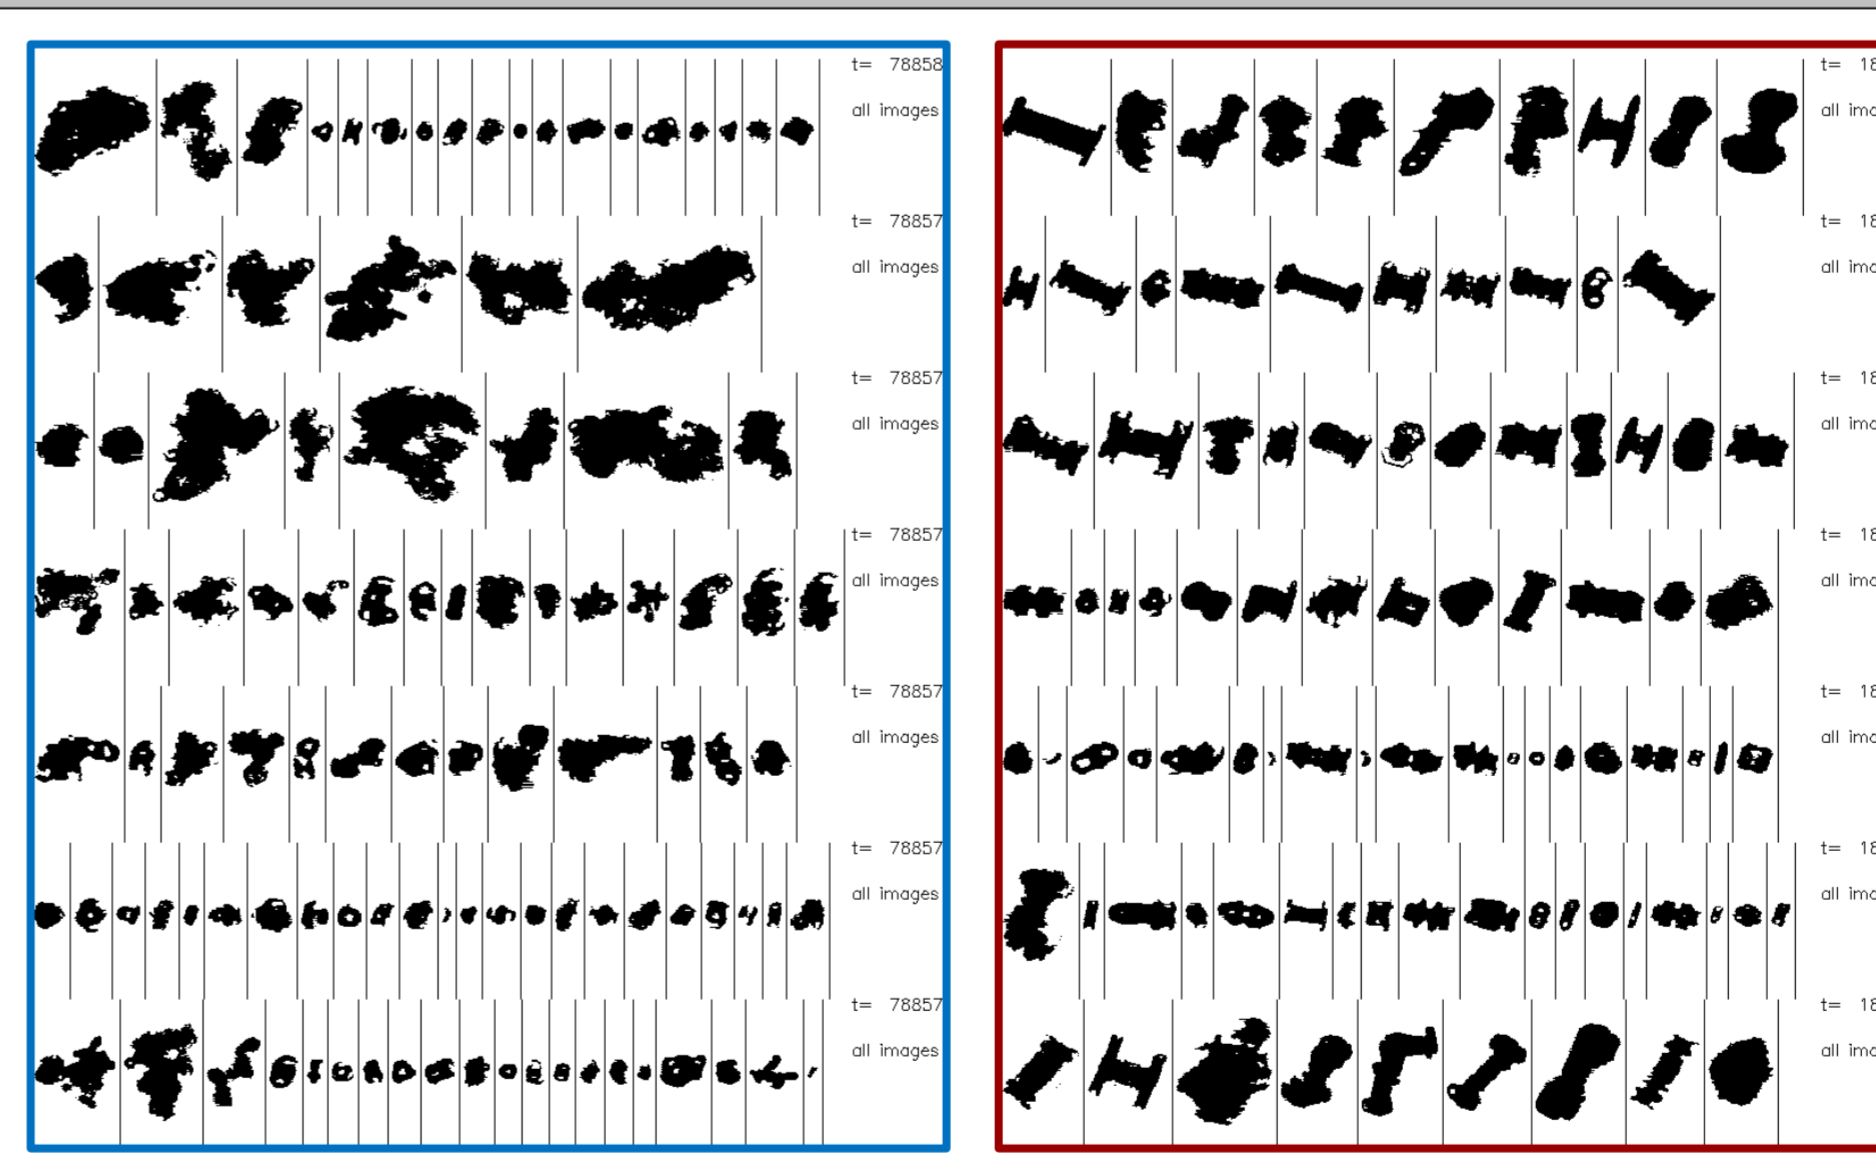 t= 78858
all images
t= 78857
all images
t= 78857
all images
t= 78857
all images
t= 78857
all images
t= 78857
all images
t= 78857
all images
t= 18
all ima
t= 18
all ima
t= 18
all ima
t= 18
all ima
t= 18
all ima
t= 18
all ima
t= 18
all ima